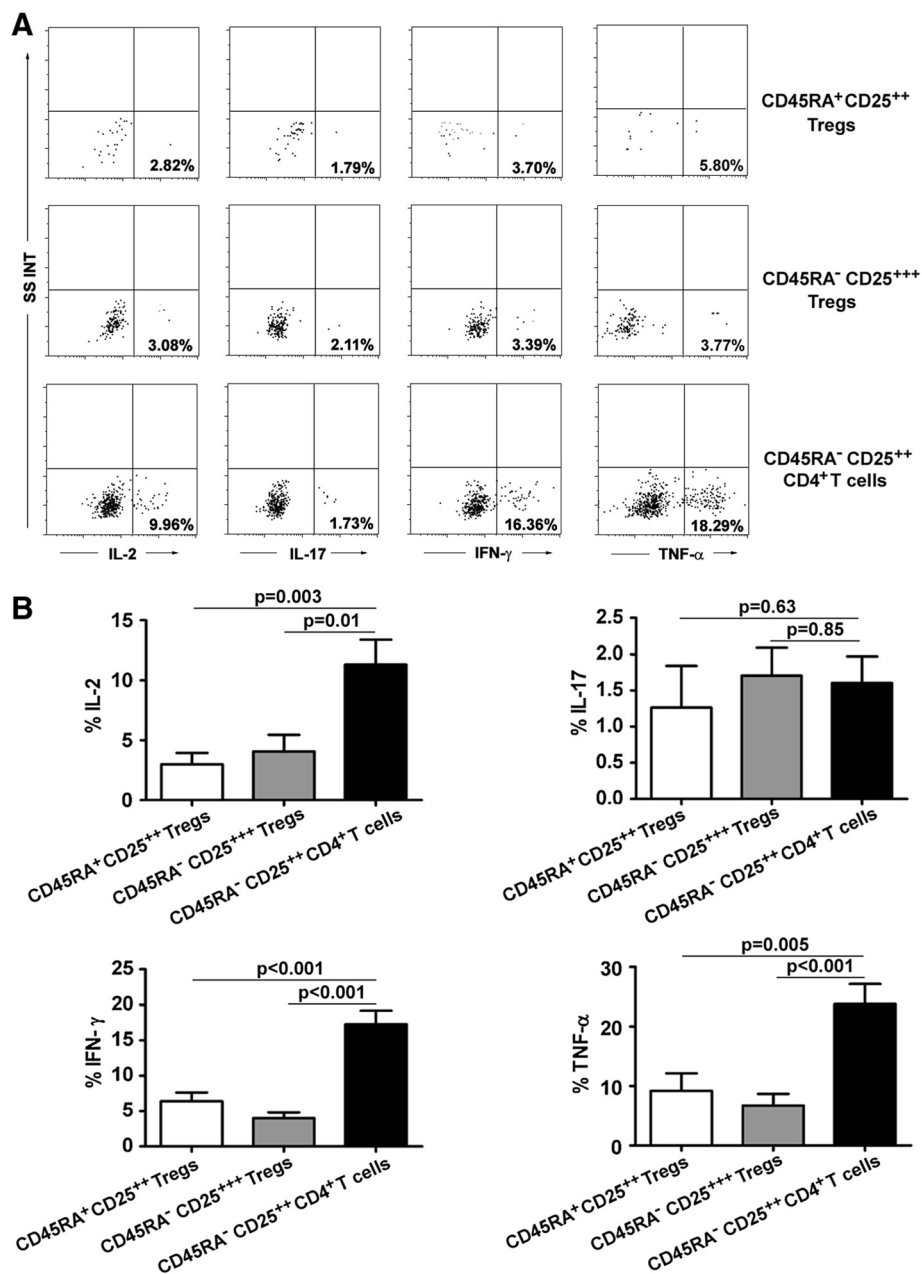 A
SS INT
2.82%
1.79%
3.70%
5.80%
CD45RA⁺CD25⁺⁺
Tregs
3.08%
2.11%
3.39%
3.77%
CD45RA⁻ CD25⁺⁺⁺
Tregs
9.96%
1.73%
16.36%
18.29%
CD45RA⁻ CD25⁺⁺
CD4⁺T cells
IL-2
IL-17
IFN-γ
TNF-α
B
p=0.003
p=0.01
% IL-2
15
10
5
0
CD45RA⁺ CD25⁺⁺ Tregs
CD45RA⁻ CD25⁺⁺⁺ Tregs
CD45RA⁻ CD25⁺⁺ CD4⁺T cells
p=0.63
p=0.85
% IL-17
2.5
2.0
1.5
1.0
0.5
0.0
CD45RA⁺ CD25⁺⁺ Tregs
CD45RA⁻ CD25⁺⁺⁺ Tregs
CD45RA⁻ CD25⁺⁺ CD4⁺T cells
p<0.001
p<0.001
% IFN- γ
25
20
15
10
5
0
CD45RA⁺ CD25⁺⁺ Tregs
CD45RA⁻ CD25⁺⁺⁺ Tregs
CD45RA⁻ CD25⁺⁺ CD4⁺T cells
p=0.005
p<0.001
% TNF-α
30
20
10
0
CD45RA⁺ CD25⁺⁺ Tregs
CD45RA⁻ CD25⁺⁺⁺ Tregs
CD45RA⁻ CD25⁺⁺ CD4⁺T cells